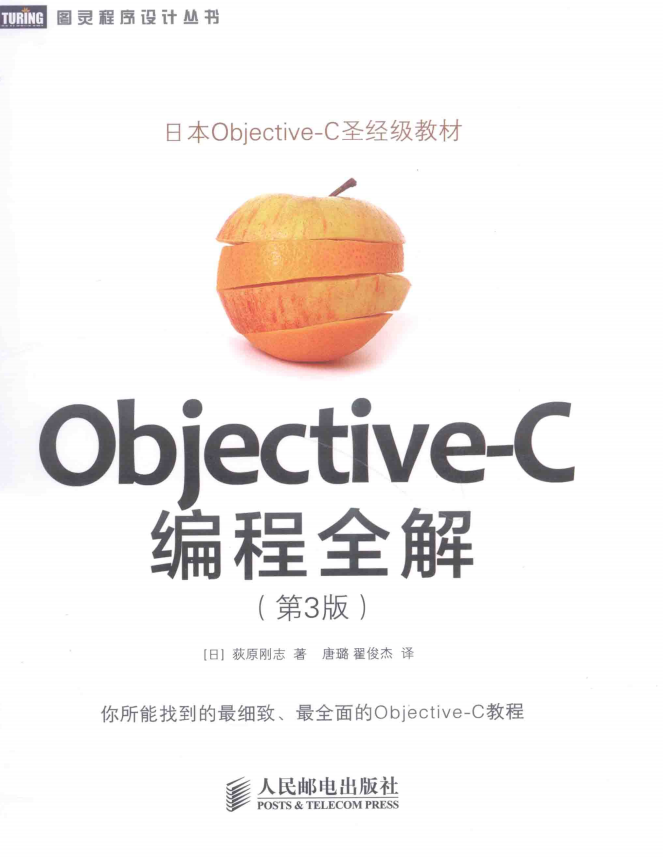 TURING 图灵程序设计丛书
日本Objective-C圣经级教材
Objective-C
编程全解
（第3版）
[日] 荻原刚志 著 唐璐 翟俊杰 译
你所能找到的最细致、最全面的Objective-C教程
人民邮电出版社
POSTS & TELECOM PRESS